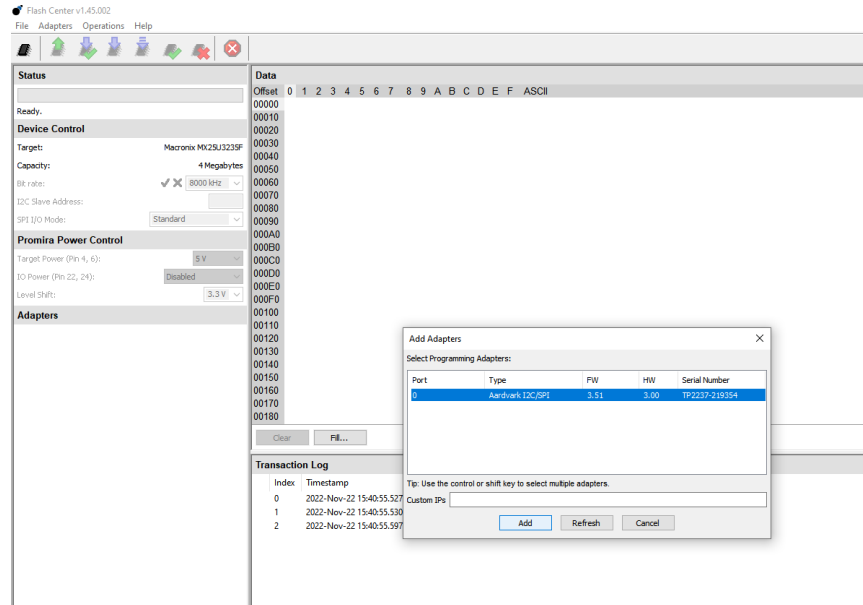 Flash Center v1.45.002
File Adapters Operations Help
Status
Ready.
Device Control
Target: Macronix MX25U3235F
Capacity: 4 Megabytes
Bit rate: 8000 kHz
I2C Slave Address:
SPI I/O Mode: Standard
Promira Power Control
Target Power (Pin 4, 6): 5 V
IO Power (Pin 22, 24): Disabled
Level Shift: 3.3 V
Adapters
Data
Offset 0 1 2 3 4 5 6 7 8 9 A B C D E F ASCII
00000
00010
00020
00030
00040
00050
00060
00070
00080
00090
000A0
000B0
000C0
000D0
000E0
000F0
00100
00110
00120
00130
00140
00150
00160
00170
00180
Clear Fill...
Transaction Log
Index Timestamp
0 2022-Nov-22 15:40:55.527
1 2022-Nov-22 15:40:55.530
2 2022-Nov-22 15:40:55.597
Add Adapters
Select Programming Adapters:
Port Type FW HW Serial Number
0 Aardvark I2C/SPI 3.51 3.00 TP2237-219354
Tip: Use the control or shift key to select multiple adapters.
Custom IPs
Add Refresh Cancel